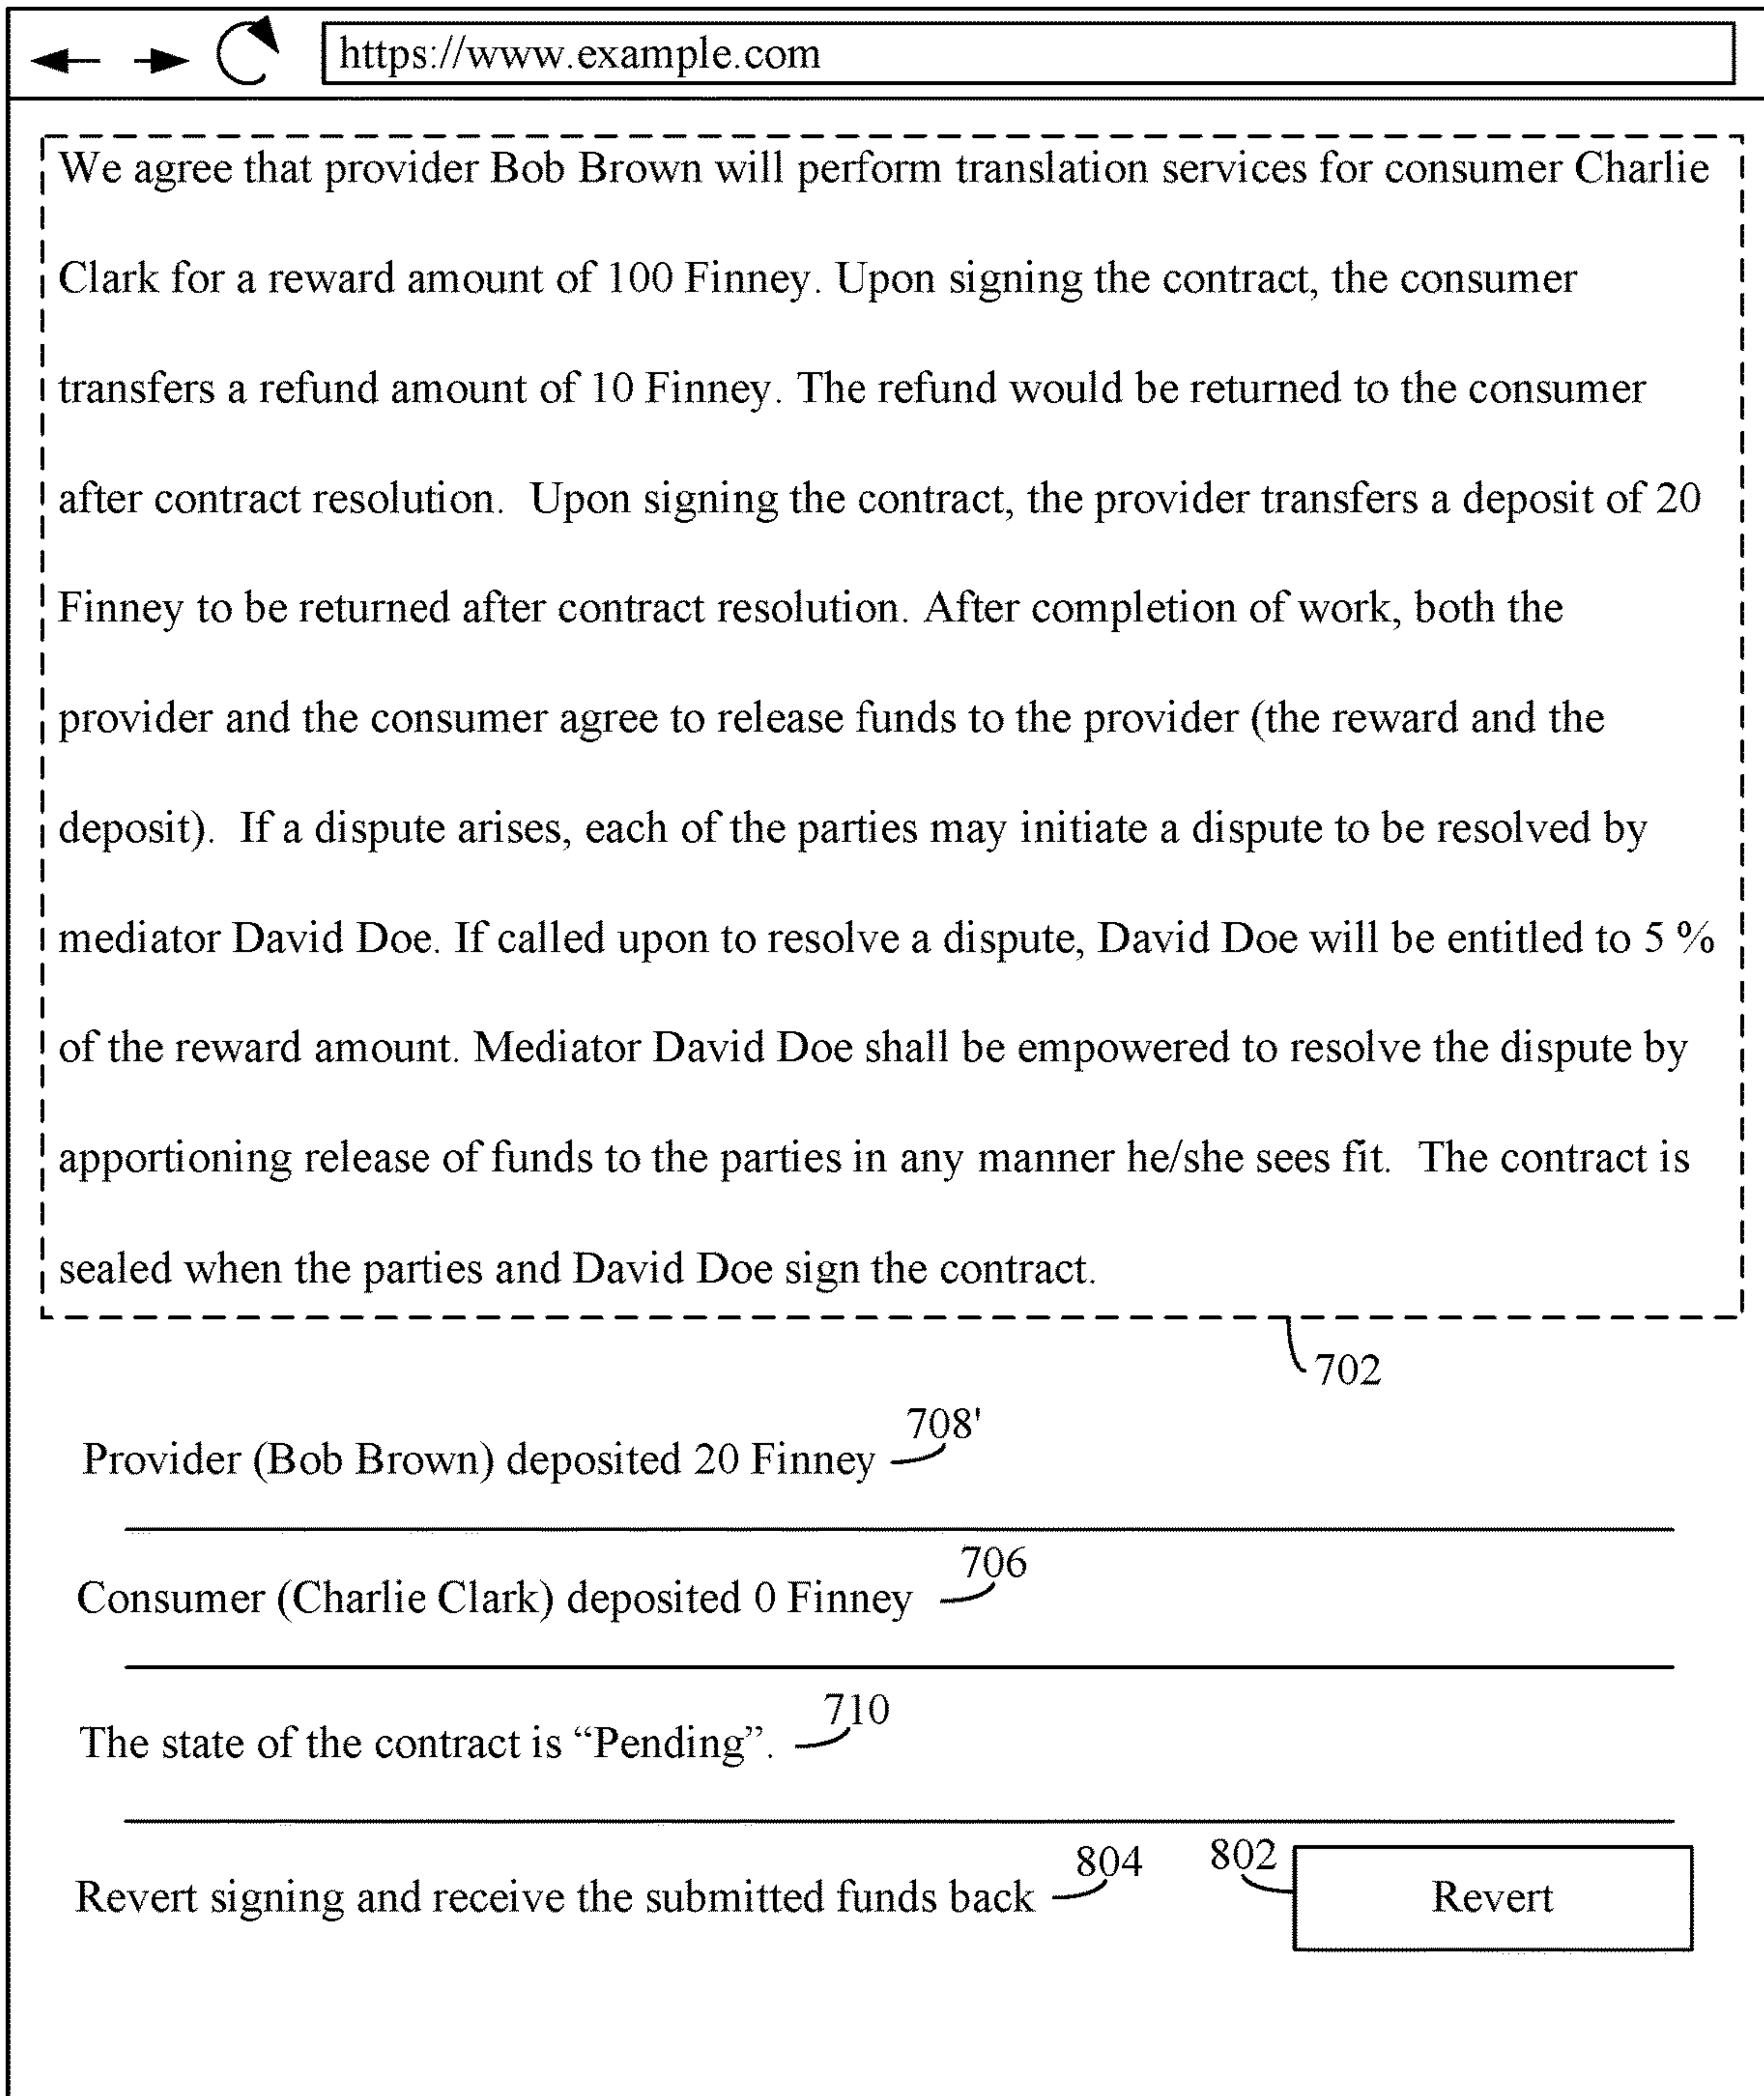 https://www.example.com
We agree that provider Bob Brown will perform translation services for consumer Charlie
Clark for a reward amount of 100 Finney. Upon signing the contract, the consumer
transfers a refund amount of 10 Finney. The refund would be returned to the consumer
after contract resolution.  Upon signing the contract, the provider transfers a deposit of 20
Finney to be returned after contract resolution. After completion of work, both the
provider and the consumer agree to release funds to the provider (the reward and the
deposit).  If a dispute arises, each of the parties may initiate a dispute to be resolved by
mediator David Doe. If called upon to resolve a dispute, David Doe will be entitled to 5 %
of the reward amount. Mediator David Doe shall be empowered to resolve the dispute by
apportioning release of funds to the parties in any manner he/she sees fit.  The contract is
sealed when the parties and David Doe sign the contract.
702
708'
Provider (Bob Brown) deposited 20 Finney
706
Consumer (Charlie Clark) deposited 0 Finney
710
The state of the contract is “Pending”.
804
802
Revert signing and receive the submitted funds back
Revert